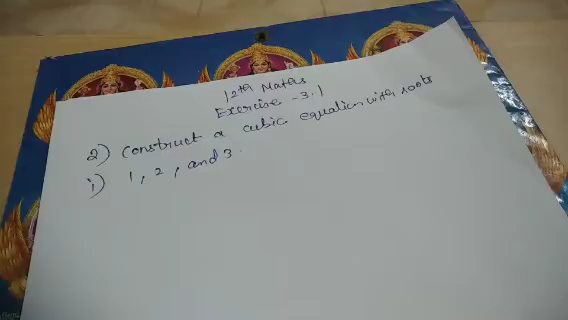 12th Maths
Exercise - 3.1
2) Construct a cubic equation with roots
i) 1, 2, and 3.